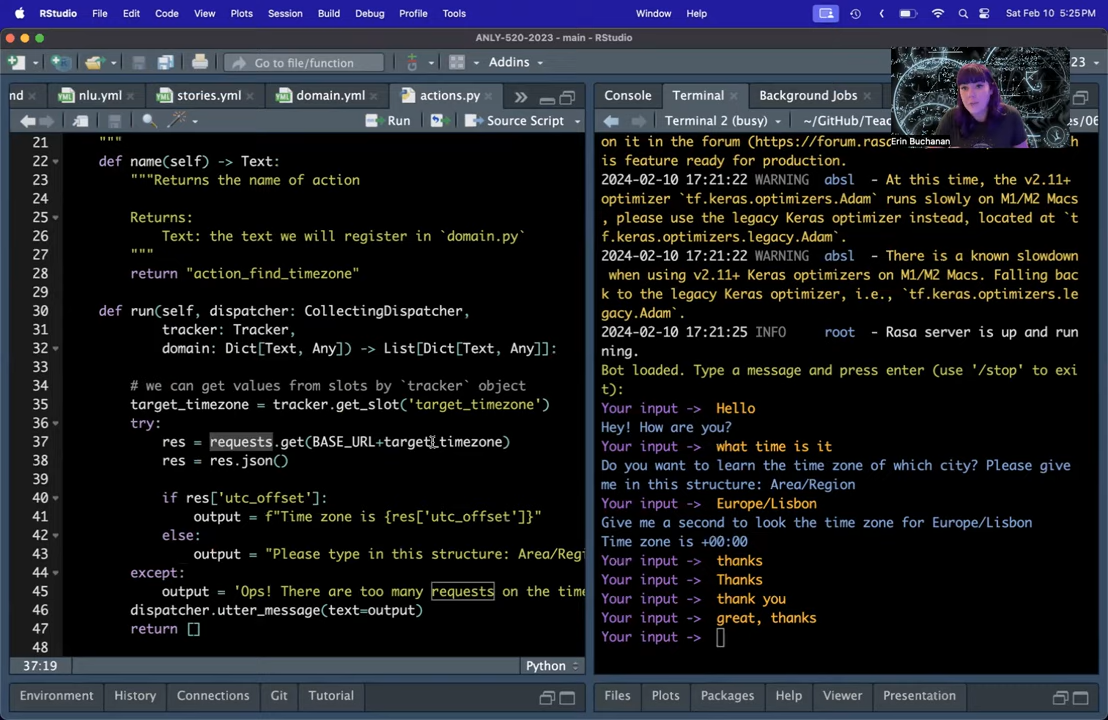 RStudio File Edit Code View Plots Session Build Debug Profile Tools Window Help Sat Feb 10 5:25 PM
ANLY-520-2023 - main - RStudio
Go to file/function Addins 23
nd nlu.yml stories.yml domain.yml actions.py
Run Source Script
21 """
22 def name(self) -> Text:
23 """Returns the name of action
24
25 Returns:
26 Text: the text we will register in `domain.py`
27 """
28 return "action_find_timezone"
29
30 def run(self, dispatcher: CollectingDispatcher,
31 tracker: Tracker,
32 domain: Dict[Text, Any]) -> List[Dict[Text, Any]]:
33
34 # we can get values from slots by `tracker` object
35 target_timezone = tracker.get_slot('target_timezone')
36 try:
37 res = requests.get(BASE_URL+target_timezone)
38 res = res.json()
39
40 if res['utc_offset']:
41 output = f"Time zone is {res['utc_offset']}"
42 else:
43 output = "Please type in this structure: Area/Regi
44 except:
45 output = 'Ops! There are too many requests on the time
46 dispatcher.utter_message(text=output)
47 return []
48
37:19 Python
Environment History Connections Git Tutorial
Console Terminal Background Jobs
Terminal 2 (busy) ~/GitHub/Teac
/06
Erin Buchanan
on it in the forum (https://forum.rasa
is feature ready for production.
2024-02-10 17:21:22 WARNING absl - At this time, the v2.11+
optimizer `tf.keras.optimizers.Adam` runs slowly on M1/M2 Macs
, please use the legacy Keras optimizer instead, located at `t
f.keras.optimizers.legacy.Adam`.
2024-02-10 17:21:22 WARNING absl - There is a known slowdown
when using v2.11+ Keras optimizers on M1/M2 Macs. Falling bac
k to the legacy Keras optimizer, i.e., `tf.keras.optimizers.le
gacy.Adam`.
2024-02-10 17:21:25 INFO root - Rasa server is up and run
ning.
Bot loaded. Type a message and press enter (use '/stop' to exi
t):
Your input -> Hello
Hey! How are you?
Your input -> what time is it
Do you want to learn the time zone of which city? Please give
me in this structure: Area/Region
Your input -> Europe/Lisbon
Give me a second to look the time zone for Europe/Lisbon
Time zone is +00:00
Your input -> thanks
Your input -> Thanks
Your input -> thank you
Your input -> great, thanks
Your input ->
Files Plots Packages Help Viewer Presentation